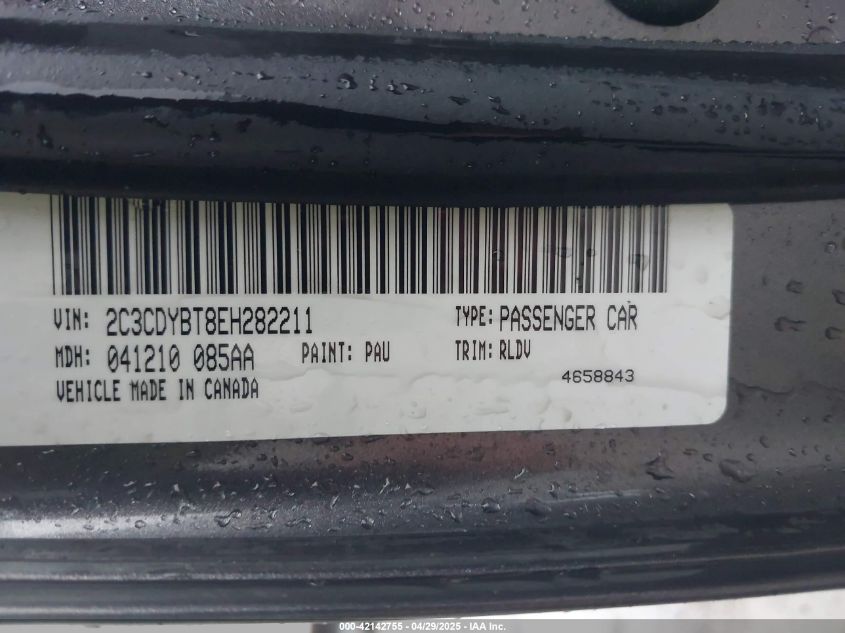 VIN: 2C3CDYBT8EH282211 TYPE: PASSENGER CAR
MDH: 041210 085AA PAINT: PAU TRIM: RLDV
4658843
VEHICLE MADE IN CANADA
000-42142755 - 04/29/2025 - IAA Inc.